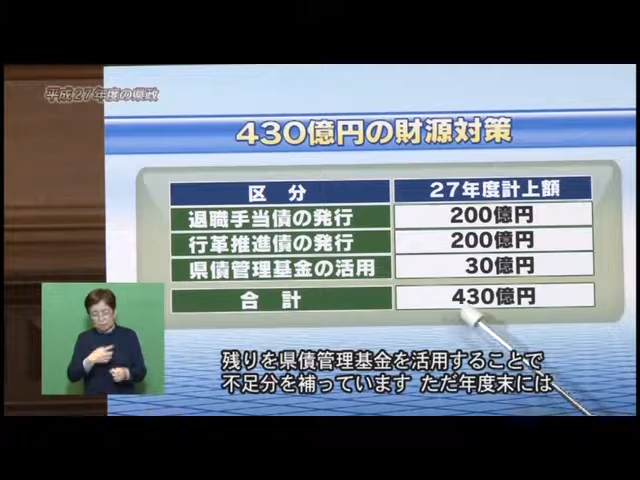 平成27年度の県政
430億円の財源対策
区分 27年度計上額
退職手当債の発行 200億円
行革推進債の発行 200億円
県債管理基金の活用 30億円
合計 430億円
残りを県債管理基金を活用することで
不足分を補っています ただ年度末には